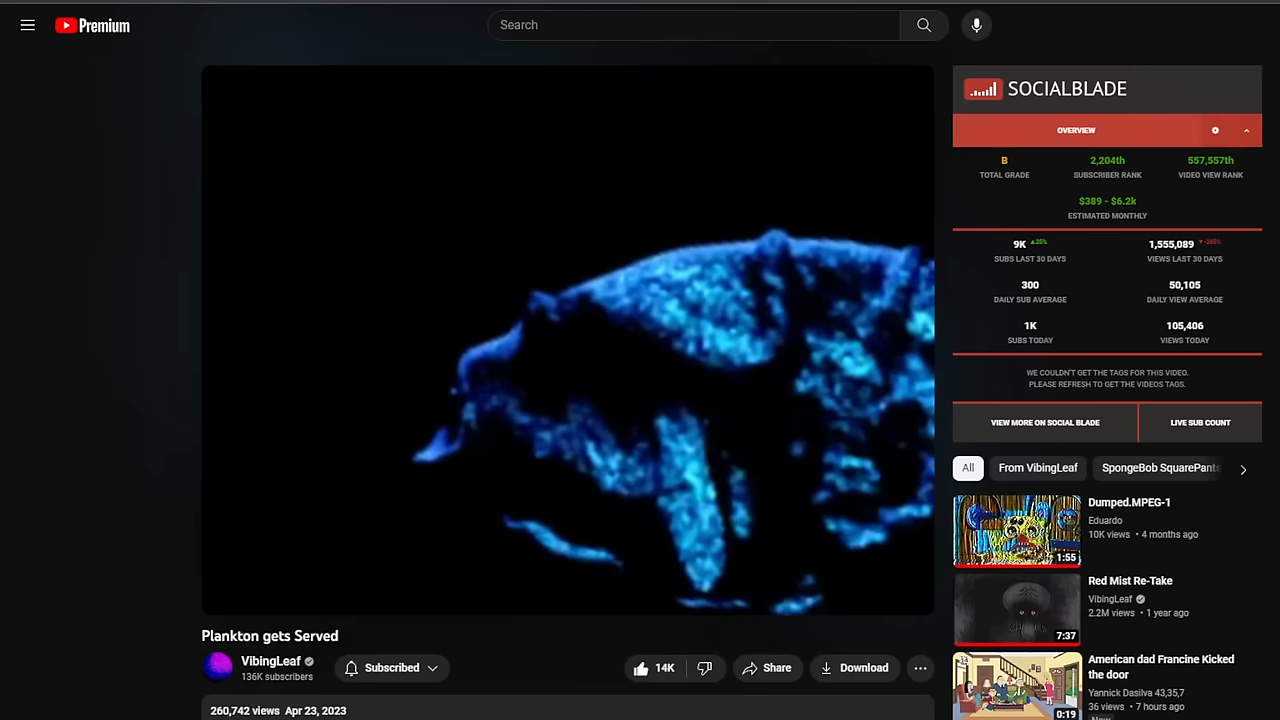 Premium
Search
SOCIALBLADE
OVERVIEW
B
2,204th
557,557th
TOTAL GRADE
SUBSCRIBER RANK
VIDEO VIEW RANK
$389 - $6.2k
ESTIMATED MONTHLY
9K ▲25%
1,555,089
SUBS LAST 30 DAYS
VIEWS LAST 30 DAYS
300
50,105
DAILY SUB AVERAGE
DAILY VIEW AVERAGE
1K
105,406
SUBS TODAY
VIEWS TODAY
WE COULDN'T GET THE TAGS FOR THIS VIDEO.
PLEASE REFRESH TO GET THE VIDEOS TAGS.
VIEW MORE ON SOCIAL BLADE
LIVE SUB COUNT
All
From VibingLeaf
SpongeBob SquarePants
Dumped.MPEG-1
Eduardo
10K views • 4 months ago
1:55
Red Mist Re-Take
VibingLeaf
2.2M views • 1 year ago
7:37
American dad Francine Kicked
the door
Yannick Dasilva 43,35,7
36 views • 7 hours ago
0:19
New
Plankton gets Served
VibingLeaf
136K subscribers
Subscribed
14K
Share
Download
260,742 views Apr 23, 2023